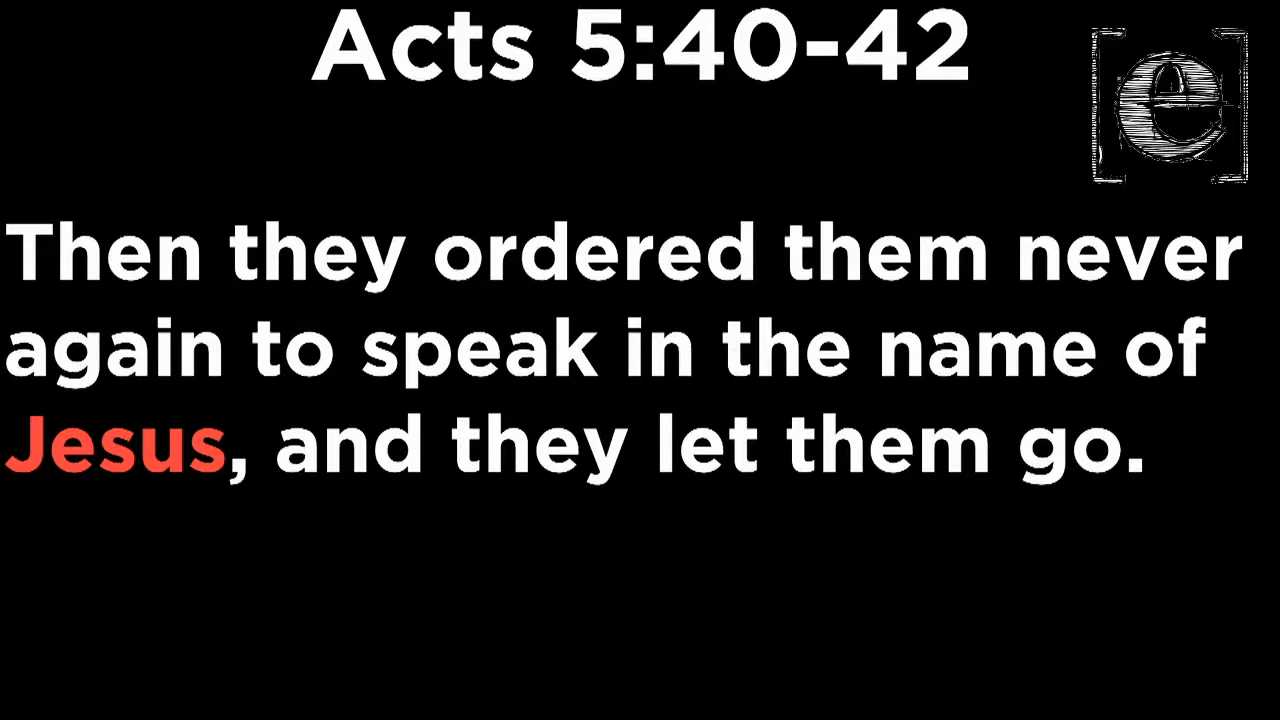 Acts 5:40-42
e
Then they ordered them never
again to speak in the name of
Jesus, and they let them go.